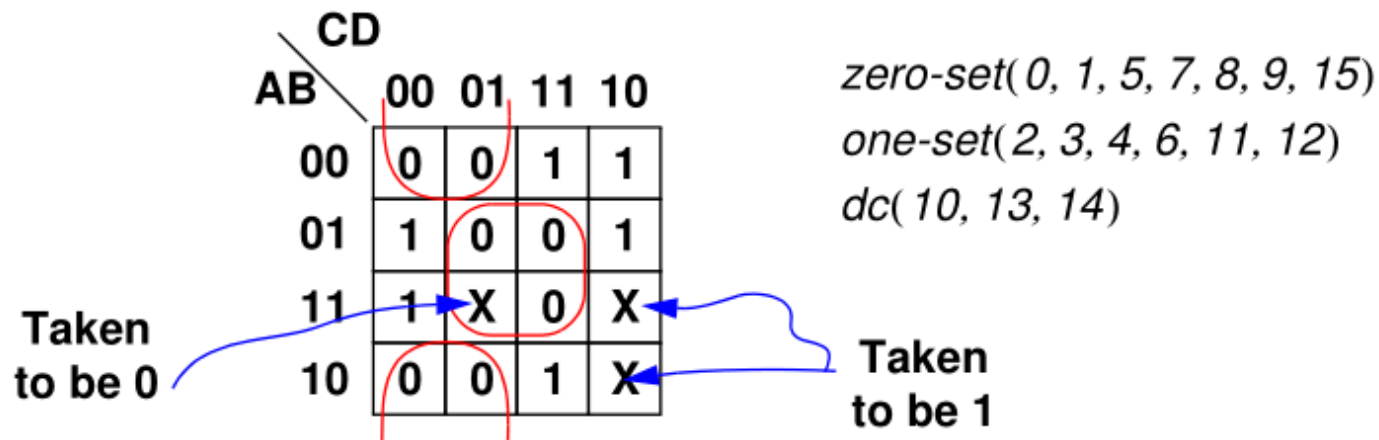 CD
AB 00 01 11 10
00 0 0 1 1
01 1 0 0 1
11 1 X 0 X
10 0 0 1 X
zero-set(0, 1, 5, 7, 8, 9, 15)
one-set(2, 3, 4, 6, 11, 12)
dc(10, 13, 14)
Taken
to be 0
Taken
to be 1